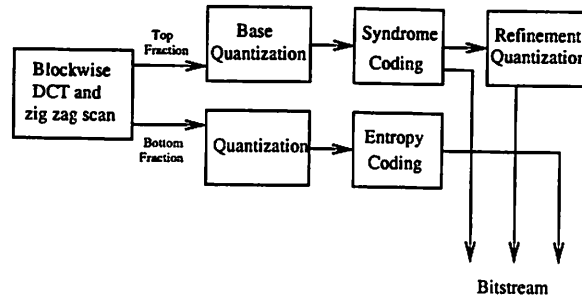 Top
Fraction
Base
Quantization
Syndrome
Coding
Refinement
Quantization
Blockwise
DCT and
zig zag scan
Bottom
Fraction
Quantization
Entropy
Coding
Bitstream